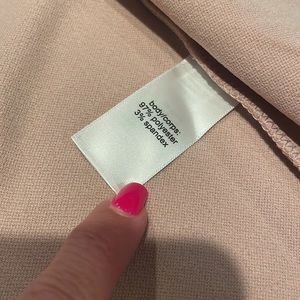 body/corps:
97% polyester
3% spandex